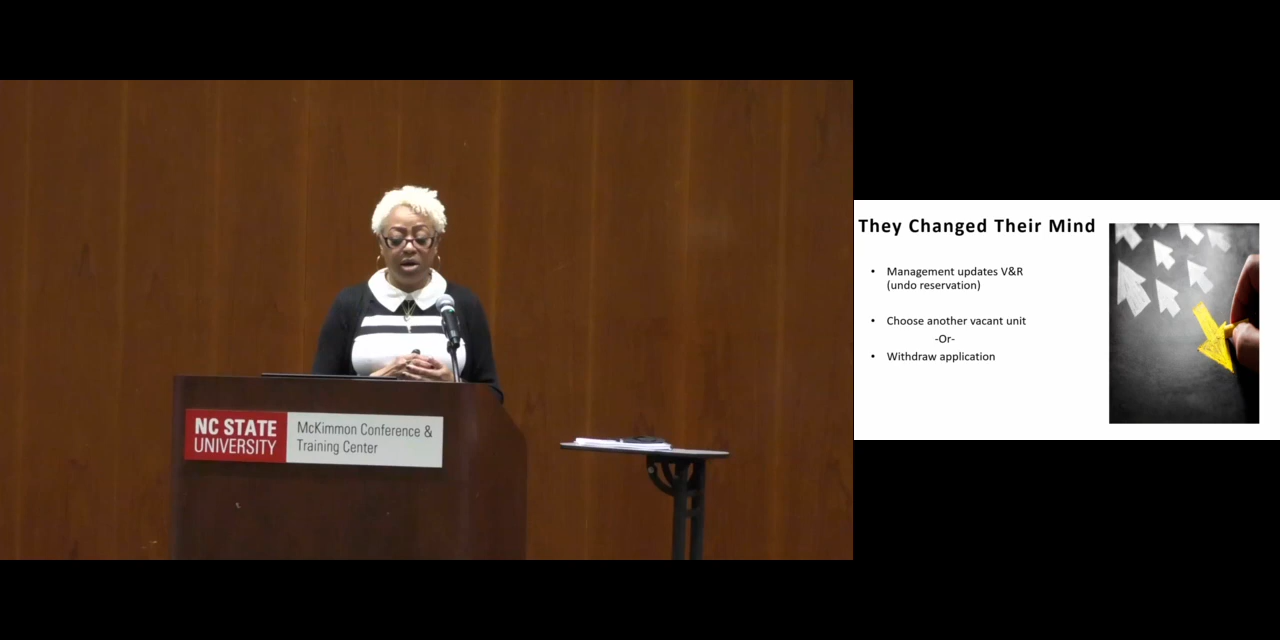 They Changed Their Mind
• Management updates V&R
(undo reservation)
• Choose another vacant unit
-Or-
• Withdraw application
NC STATE
UNIVERSITY
McKimmon Conference &
Training Center